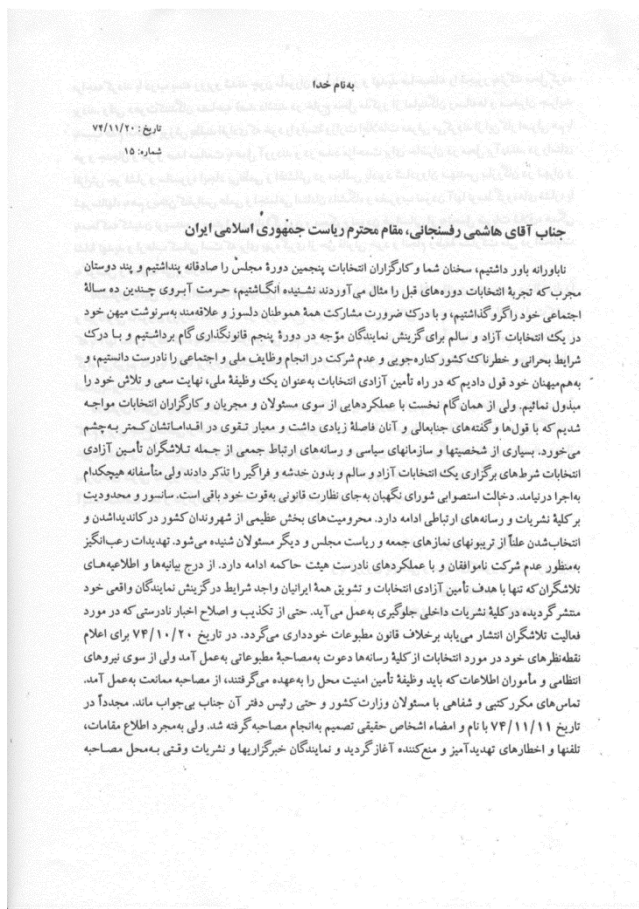 به‌نام خدا
تاریخ: ۷۴/۱۱/۲۰
شماره: ۱۵
جناب آقای هاشمی رفسنجانی، مقام محترم ریاست جمهوری اسلامی ایران
ناباورانه باور داشتیم، سخنان شما و کارگزاران انتخابات پنجمین دورهٔ مجلس را صادقانه پنداشتیم و پند دوستان
مجرب که تجربهٔ انتخابات دوره‌های قبل را مثال می‌آوردند نشنیده انگاشتیم، حرمت آبروی چندین ده سالهٔ
اجتماعی خود را گرو گذاشتیم، و با درک ضرورت مشارکت همهٔ هموطنان دلسوز و علاقه‌مند به‌سرنوشت میهن خود
در یک انتخابات آزاد و سالم برای گزینش نمایندگان موّجه در دورهٔ پنجم قانونگذاری گام برداشتیم و با درک
شرایط بحرانی و خطرناک کشور کناره‌جویی و عدم شرکت در انجام وظایف ملی و اجتماعی را نادرست دانستیم، و
به‌هم‌میهنان خود قول دادیم که در راه تأمین آزادی انتخابات به‌عنوان یک وظیفهٔ ملی، نهایت سعی و تلاش خود را
مبذول نمائیم. ولی از همان گام نخست با عملکردهایی از سوی مسئولان و مجریان و کارگزاران انتخابات مواجه
شدیم که با قول‌ها و گفته‌های جنابعالی و آنان فاصلهٔ زیادی داشت و معیار تقوی در اقداماتشان کمتر به‌چشم
می‌خورد. بسیاری از شخصیتها و سازمانهای سیاسی و رسانه‌های ارتباط جمعی از جمله تلاشگران تأمین آزادی
انتخابات شرط‌های برگزاری یک انتخابات آزاد و سالم و بدون خدشه و فراگیر را تذکر دادند ولی متأسفانه هیچکدام
به‌اجرا درنیامد. دخالت استصوابی شورای نگهبان به‌جای نظارت قانونی به‌قوت خود باقی است. سانسور و محدودیت
بر کلیهٔ نشریات و رسانه‌های ارتباطی ادامه دارد. محرومیت‌های بخش عظیمی از شهروندان کشور در کاندیداشدن و
انتخاب‌شدن علناً از تریبونهای نمازهای جمعه و ریاست مجلس و دیگر مسئولان شنیده می‌شود. تهدیدات رعب‌انگیز
به‌منظور عدم شرکت ناموافقان و با عملکردهای نادرست هیئت حاکمه ادامه دارد. از درج بیانیه‌ها و اطلاعیه‌های
تلاشگران که تنها با هدف تأمین آزادی انتخابات و تشویق همهٔ ایرانیان واجد شرایط در گزینش نمایندگان واقعی خود
منتشر گردیده در کلیهٔ نشریات داخلی جلوگیری به‌عمل می‌آید. حتی از تکذیب و اصلاح اخبار نادرستی که در مورد
فعالیت تلاشگران انتشار می‌یابد برخلاف قانون مطبوعات خودداری می‌گردد. در تاریخ ۷۴/۱۰/۲۰ برای اعلام
نقطه‌نظرهای خود در مورد انتخابات از کلیهٔ رسانه‌ها دعوت به‌مصاحبهٔ مطبوعاتی به‌عمل آمد ولی از سوی نیروهای
انتظامی و مأموران اطلاعات که باید وظیفهٔ تأمین امنیت محل را به‌عهده می‌گرفتند، از مصاحبه ممانعت به‌عمل آمد.
تماس‌های مکرر کتبی و شفاهی با مسئولان وزارت کشور و حتی رئیس دفتر آن جناب بی‌جواب ماند. مجدداً در
تاریخ ۷۴/۱۱/۱۱ با نام و امضاء اشخاص حقیقی تصمیم به‌انجام مصاحبه گرفته شد. ولی به‌مجرد اطلاع مقامات،
تلفنها و اخطارهای تهدیدآمیز و منع‌کننده آغاز گردید و نمایندگان خبرگزاریها و نشریات وقتی به‌محل مصاحبه